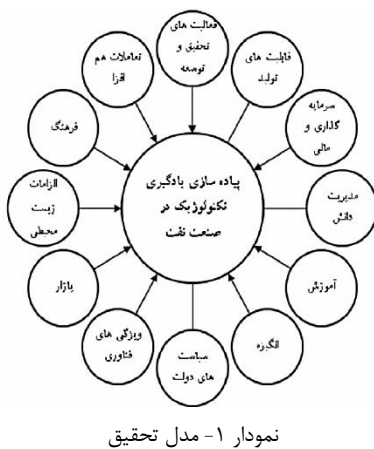 فعالیت های
تحقیق و
توسعه
قابلیت های
تولید
سرمایه
گذاری و
مالی
مدیریت
دانش
آموزش
انگیزه
سیاست
های دولت
ویژگی های
فناوری
بازار
الزامات
زیست
محیطی
فرهنگ
تعاملات هم
افزا
پیاده سازی یادگیری
تکنولوژیک در
صنعت نفت
نمودار ۱- مدل تحقیق